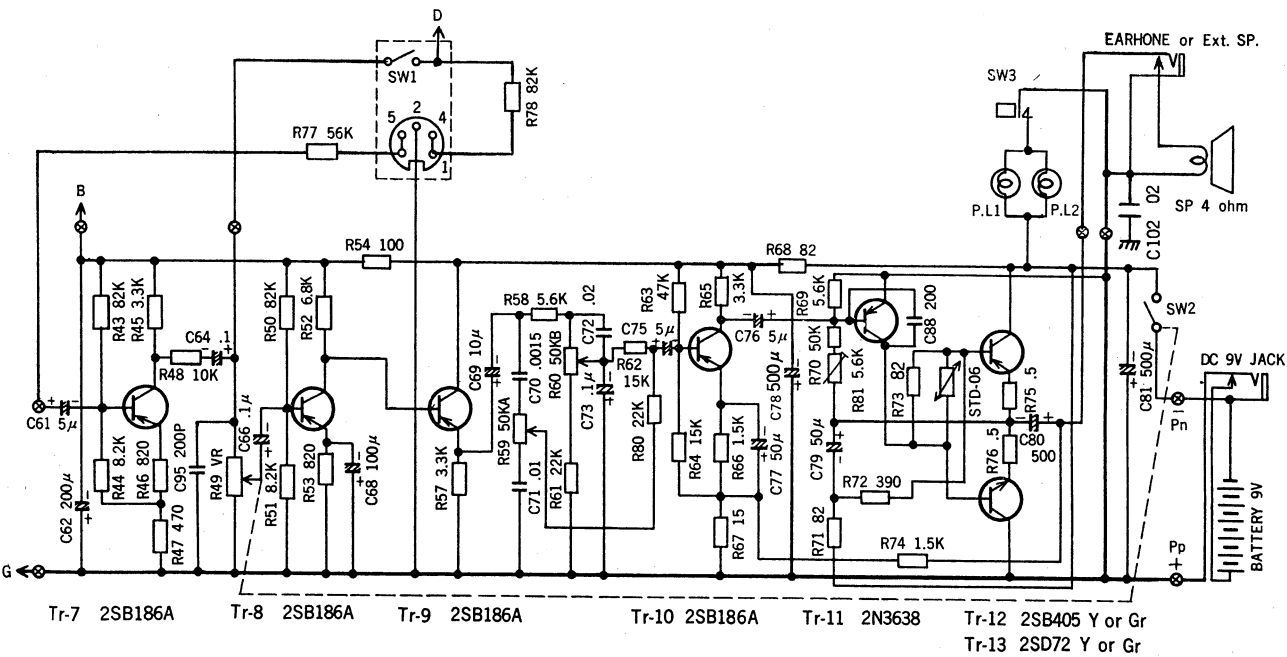 D
EARHONE or Ext. SP.
SW1
SW3
R78 82K
5 2 4
1
R77 56K
B
P.L1
P.L2
SP 4 ohm
C102 02
R54 100
R68 82
R43 82K
R45 3.3K
C64 .1
+
R48 10K
R50 82K
R52 6.8K
R58 5.6K
.02
C72
R63
47K
R65
3.3K
R69
5.6K
C88 200
SW2
C69 10μ
C70 .0015
R60 50KB
C75
+ 5μ
R62
15K
C76 5μ
R70 50K
R81 5.6K
R73 82
STD-06
R75 .5
C81 500μ
DC 9V JACK
C61 5μ
C66 .1μ
C73 .1μ
C78 500μ
C80
500
Pn
R44 8.2K
R46 820
C95 200P
R49 VR
R51
8.2K
R53 820
C68 100μ
R57 3.3K
R59 50KA
C71 .01
R61 22K
R80 22K
R64 15K
R66 1.5K
C77 50μ
C79 50μ
R76 .5
R72 390
C62 200μ
R47 470
R67 15
R71 82
R74 1.5K
BATTERY 9V
G
Pp
+
Tr-7 2SB186A
Tr-8 2SB186A
Tr-9 2SB186A
Tr-10 2SB186A
Tr-11 2N3638
Tr-12 2SB405 Y or Gr
Tr-13 2SD72 Y or Gr